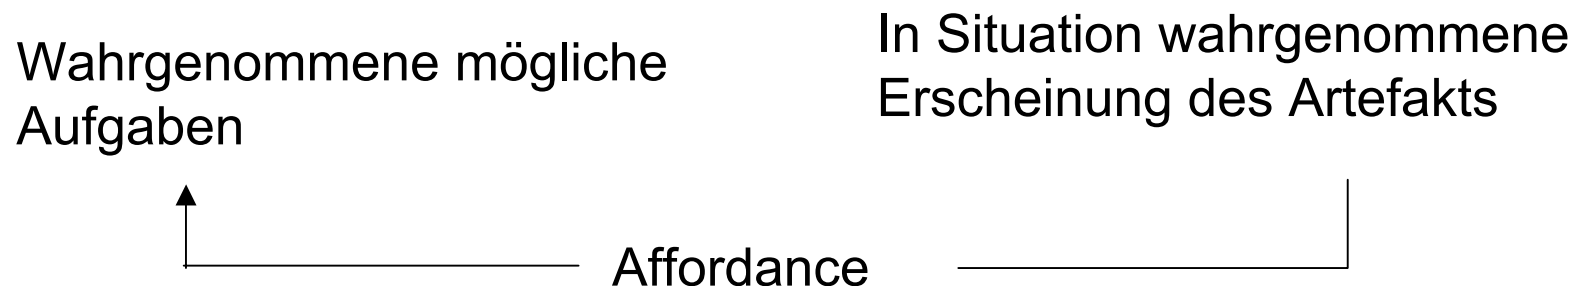 Wahrgenommene mögliche
Aufgaben
In Situation wahrgenommene
Erscheinung des Artefakts
Affordance